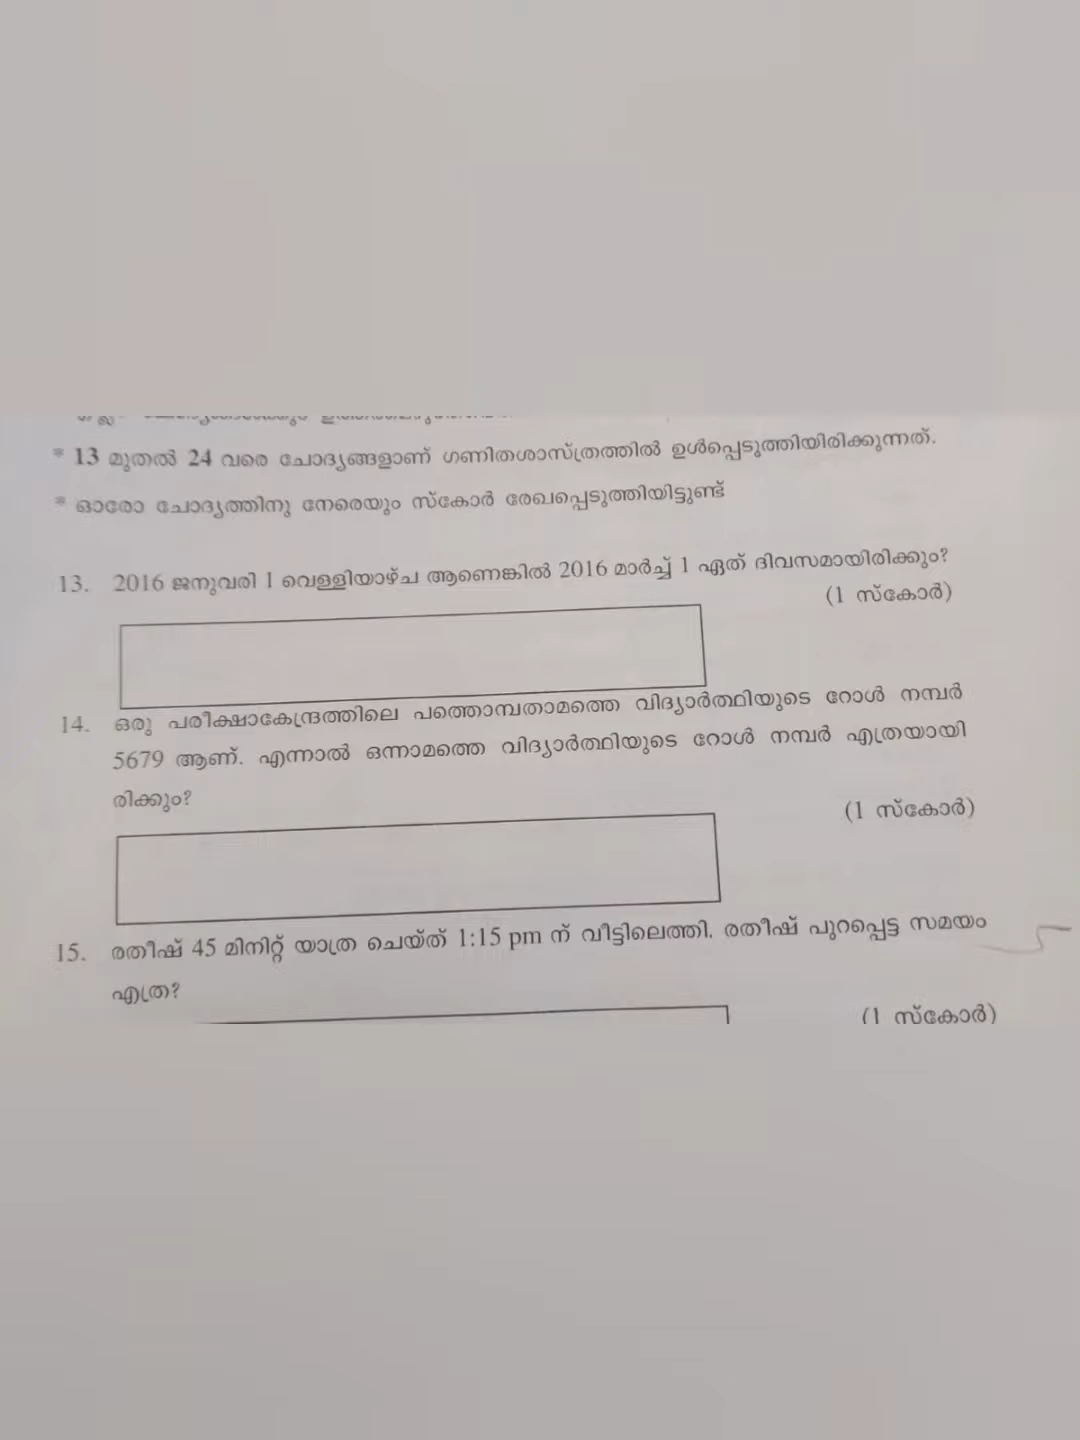 * 13 മുതൽ 24 വരെ ചോദ്യങ്ങളാണ് ഗണിതശാസ്ത്രത്തിൽ ഉൾപ്പെടുത്തിയിരിക്കുന്നത്.
* ഓരോ ചോദ്യത്തിനു നേരെയും സ്കോർ രേഖപ്പെടുത്തിയിട്ടുണ്ട്
13. 2016 ജനുവരി 1 വെള്ളിയാഴ്ച ആണെങ്കിൽ 2016 മാർച്ച് 1 ഏത് ദിവസമായിരിക്കും?
(1 സ്കോർ)
14. ഒരു പരീക്ഷാകേന്ദ്രത്തിലെ പത്തൊമ്പതാമത്തെ വിദ്യാർത്ഥിയുടെ റോൾ നമ്പർ
5679 ആണ്. എന്നാൽ ഒന്നാമത്തെ വിദ്യാർത്ഥിയുടെ റോൾ നമ്പർ എത്രയായി
രിക്കും?
(1 സ്കോർ)
15. രതീഷ് 45 മിനിറ്റ് യാത്ര ചെയ്ത് 1:15 pm ന് വീട്ടിലെത്തി. രതീഷ് പുറപ്പെട്ട സമയം
എത്ര?
(1 സ്കോർ)